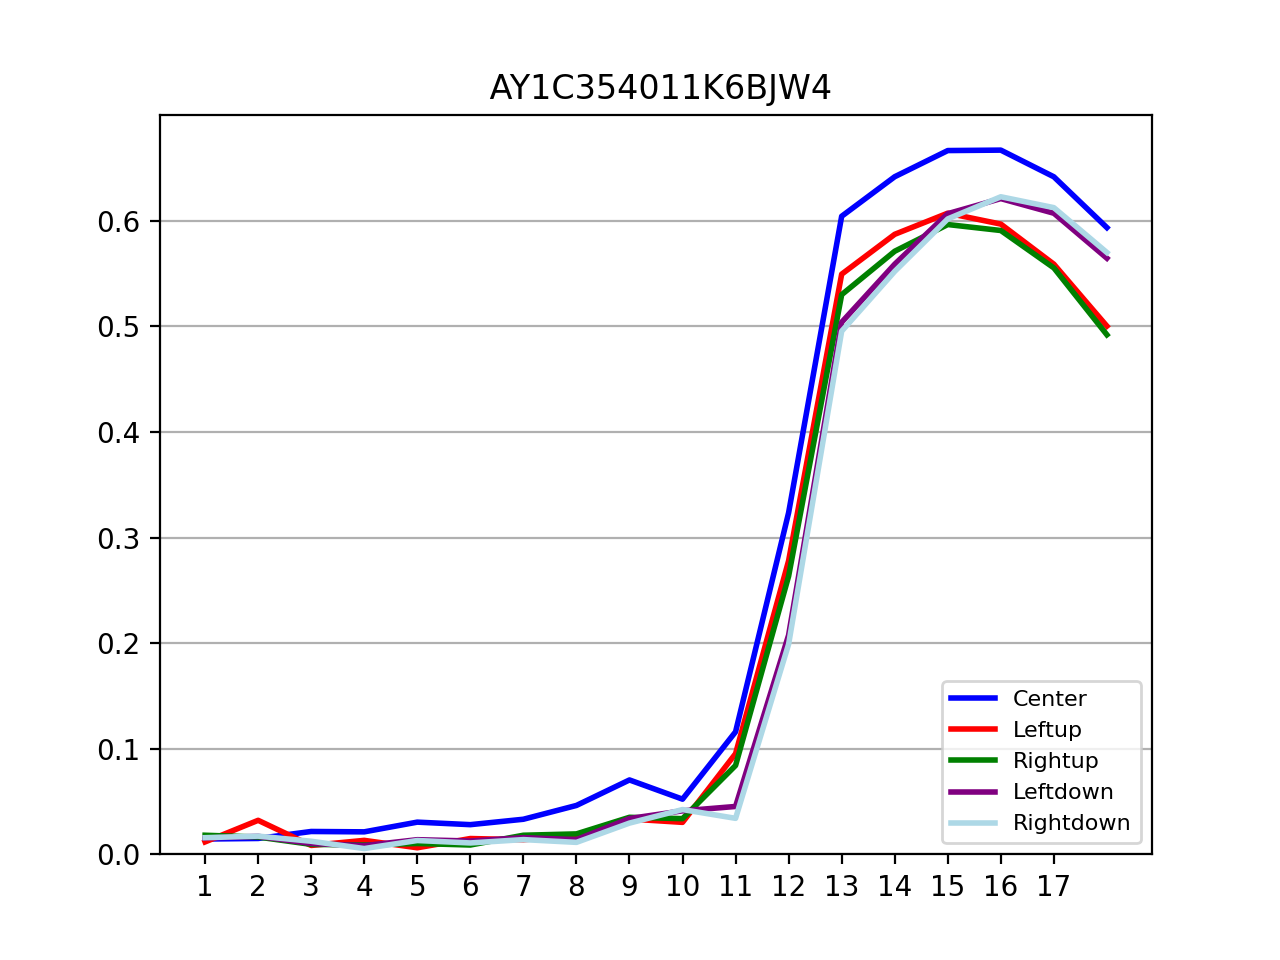 AY1C354011K6BJW4
0.6
0.5
0.4
0.3
0.2
0.1
0.0
Center
Leftup
Rightup
Leftdown
Rightdown
1 2 3 4 5 6 7 8 9 10 11 12 13 14 15 16 17